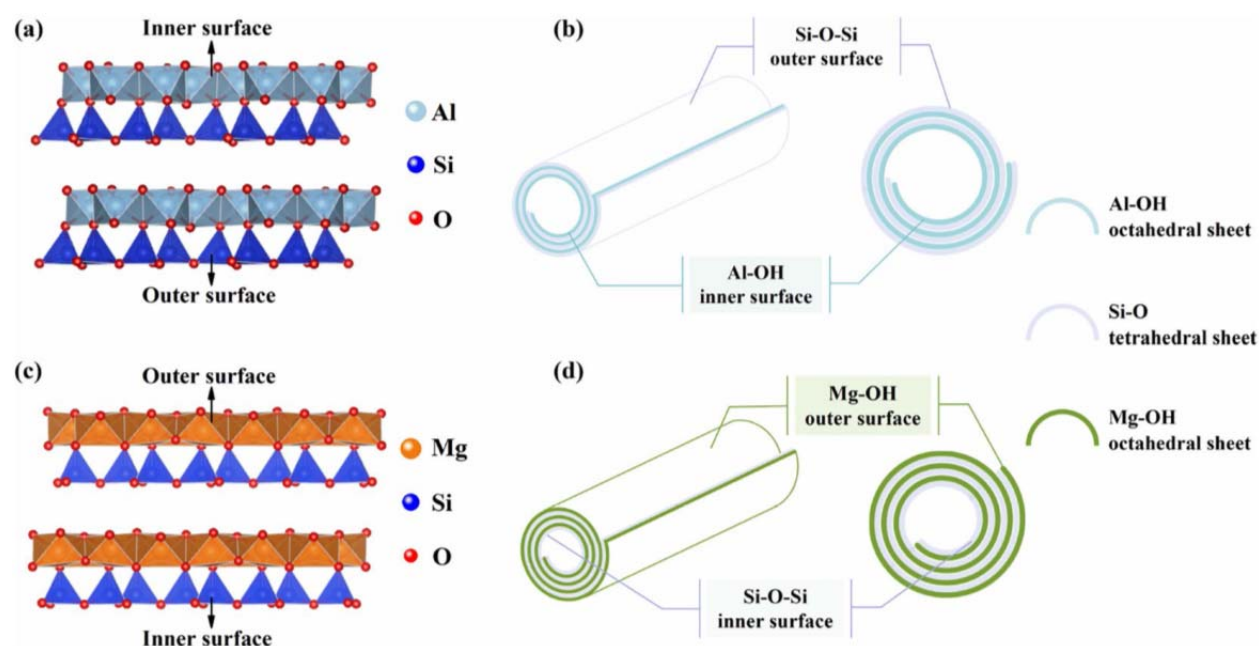 (a)
Inner surface
Al
Si
O
Outer surface
(b)
Si-O-Si
outer surface
Al-OH
inner surface
Al-OH
octahedral sheet
Si-O
tetrahedral sheet
(c)
Outer surface
Mg
Si
O
Inner surface
(d)
Mg-OH
outer surface
Si-O-Si
inner surface
Mg-OH
octahedral sheet